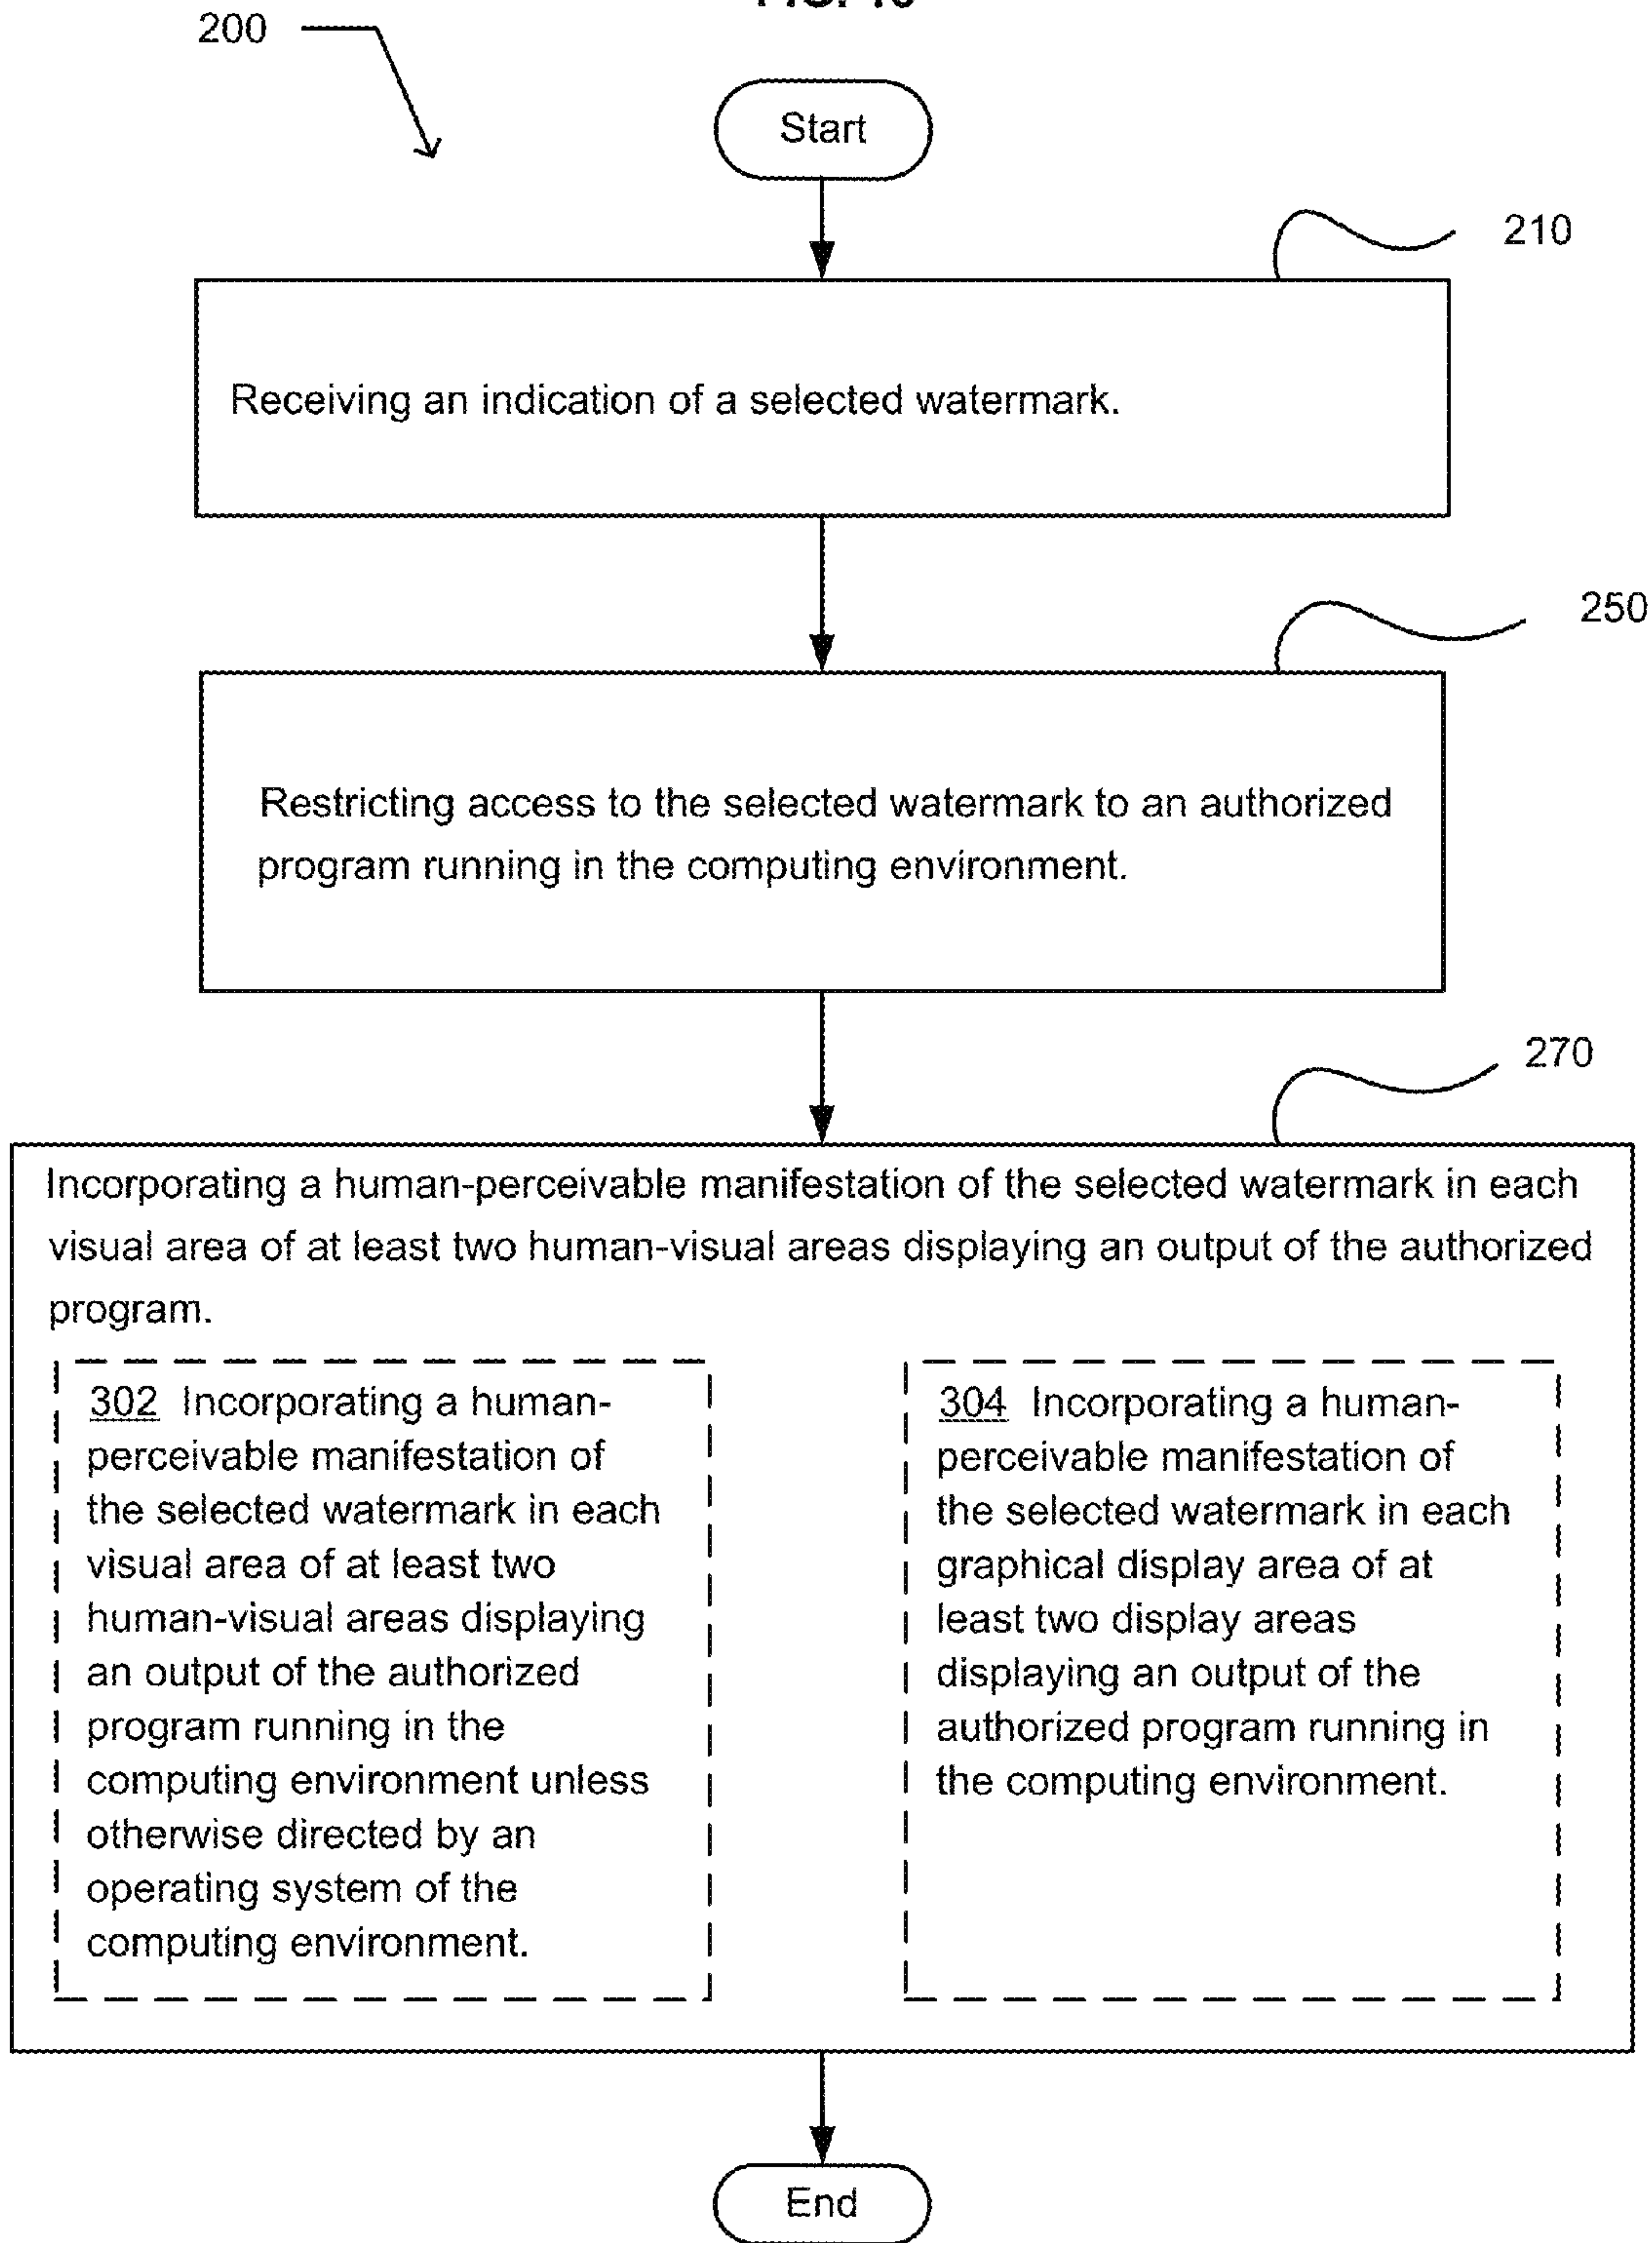 200
Start
210
Receiving an indication of a selected watermark.
250
Restricting access to the selected watermark to an authorized
program running in the computing environment.
270
Incorporating a human-perceivable manifestation of the selected watermark in each
visual area of at least two human-visual areas displaying an output of the authorized
program.
302 Incorporating a human-
perceivable manifestation of
the selected watermark in each
visual area of at least two
human-visual areas displaying
an output of the authorized
program running in the
computing environment unless
otherwise directed by an
operating system of the
computing environment.
304 Incorporating a human-
perceivable manifestation of
the selected watermark in each
graphical display area of at
least two display areas
displaying an output of the
authorized program running in
the computing environment.
End